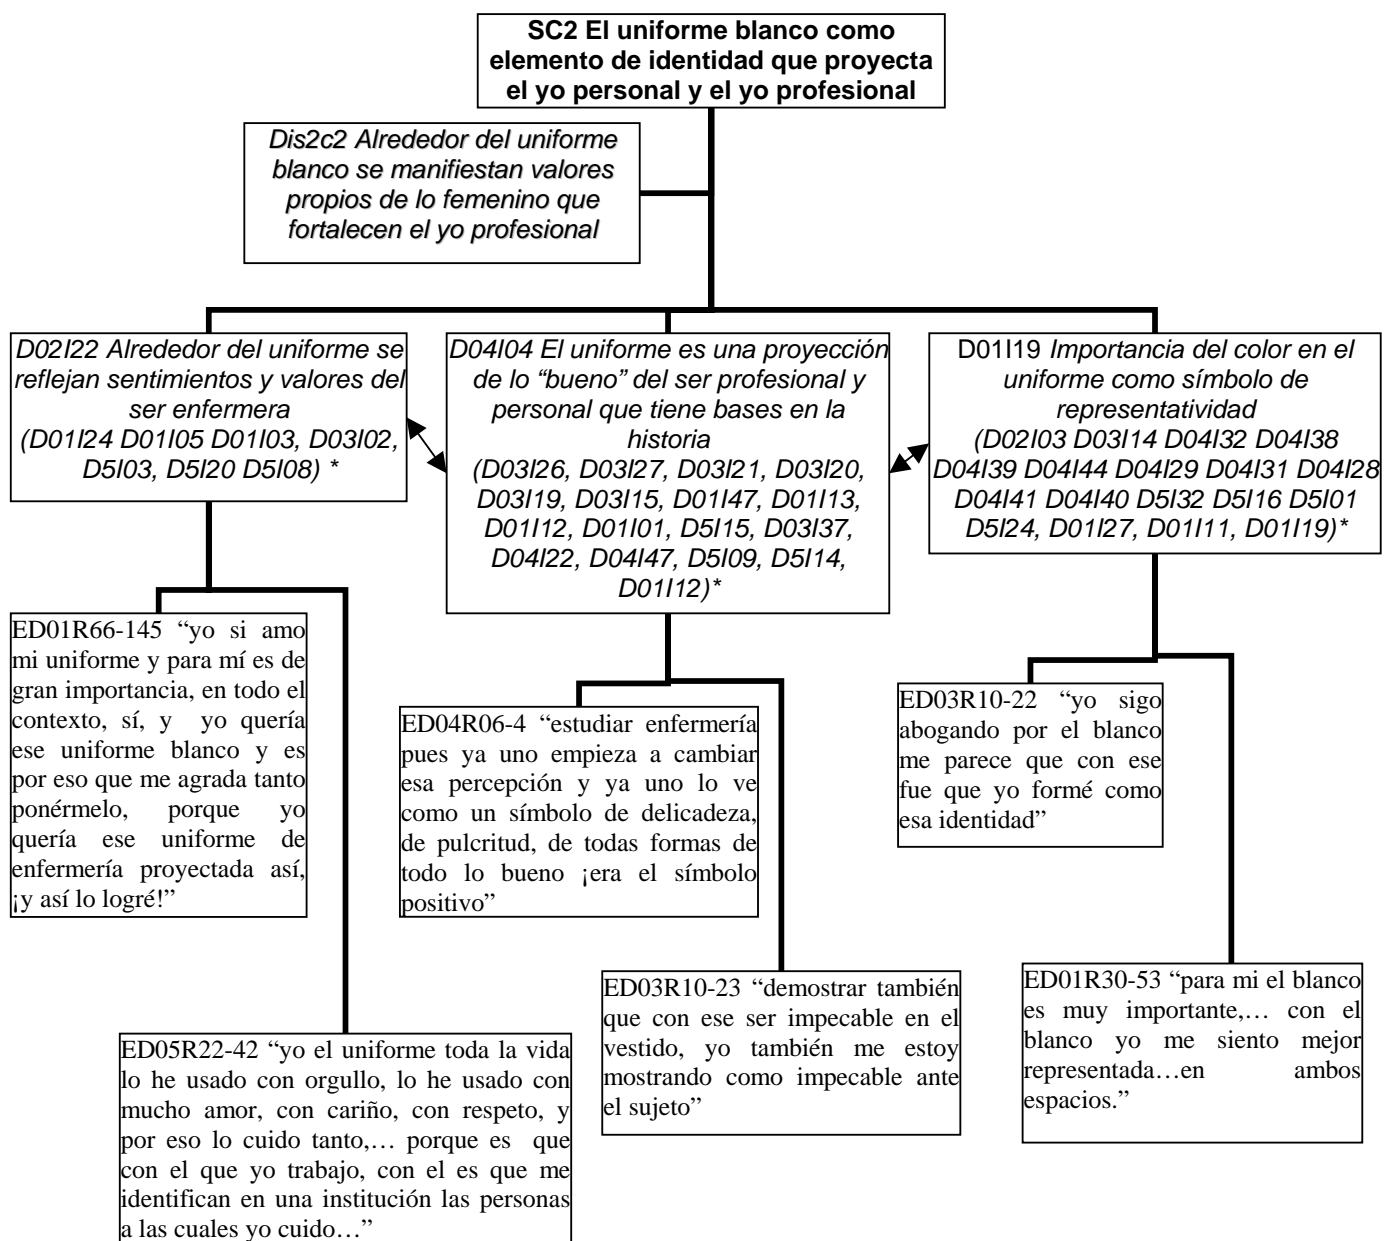 SC2 El uniforme blanco como
elemento de identidad que proyecta
el yo personal y el yo profesional
Dis2c2 Alrededor del uniforme
blanco se manifiestan valores
propios de lo femenino que
fortalecen el yo profesional
D02I22 Alrededor del uniforme se
reflejan sentimientos y valores del
ser enfermera
(D01I24 D01I05 D01I03, D03I02,
D5I03, D5I20 D5I08) *
D04I04 El uniforme es una proyección
de lo “bueno” del ser profesional y
personal que tiene bases en la
historia
(D03I26, D03I27, D03I21, D03I20,
D03I19, D03I15, D01I47, D01I13,
D01I12, D01I01, D5I15, D03I37,
D04I22, D04I47, D5I09, D5I14,
D01I12)*
D01I19 Importancia del color en el
uniforme como símbolo de
representatividad
(D02I03 D03I14 D04I32 D04I38
D04I39 D04I44 D04I29 D04I31 D04I28
D04I41 D04I40 D5I32 D5I16 D5I01
D5I24, D01I27, D01I11, D01I19)*
ED01R66-145 “yo si amo
mi uniforme y para mí es de
gran importancia, en todo el
contexto, sí, y yo quería
ese uniforme blanco y es
por eso que me agrada tanto
ponérmelo, porque yo
quería ese uniforme de
enfermería proyectada así,
¡y así lo logré!”
ED04R06-4 “estudiar enfermería
pues ya uno empieza a cambiar
esa percepción y ya uno lo ve
como un símbolo de delicadeza,
de pulcritud, de todas formas de
todo lo bueno ¡era el símbolo
positivo”
ED03R10-22 “yo sigo
abogando por el blanco
me parece que con ese
fue que yo formé como
esa identidad”
ED05R22-42 “yo el uniforme toda la vida
lo he usado con orgullo, lo he usado con
mucho amor, con cariño, con respeto, y
por eso lo cuido tanto,… porque es que
con el que yo trabajo, con el es que me
identifican en una institución las personas
a las cuales yo cuido…”
ED03R10-23 “demostrar también
que con ese ser impecable en el
vestido, yo también me estoy
mostrando como impecable ante
el sujeto”
ED01R30-53 “para mi el blanco
es muy importante,… con el
blanco yo me siento mejor
representada…en ambos
espacios.”